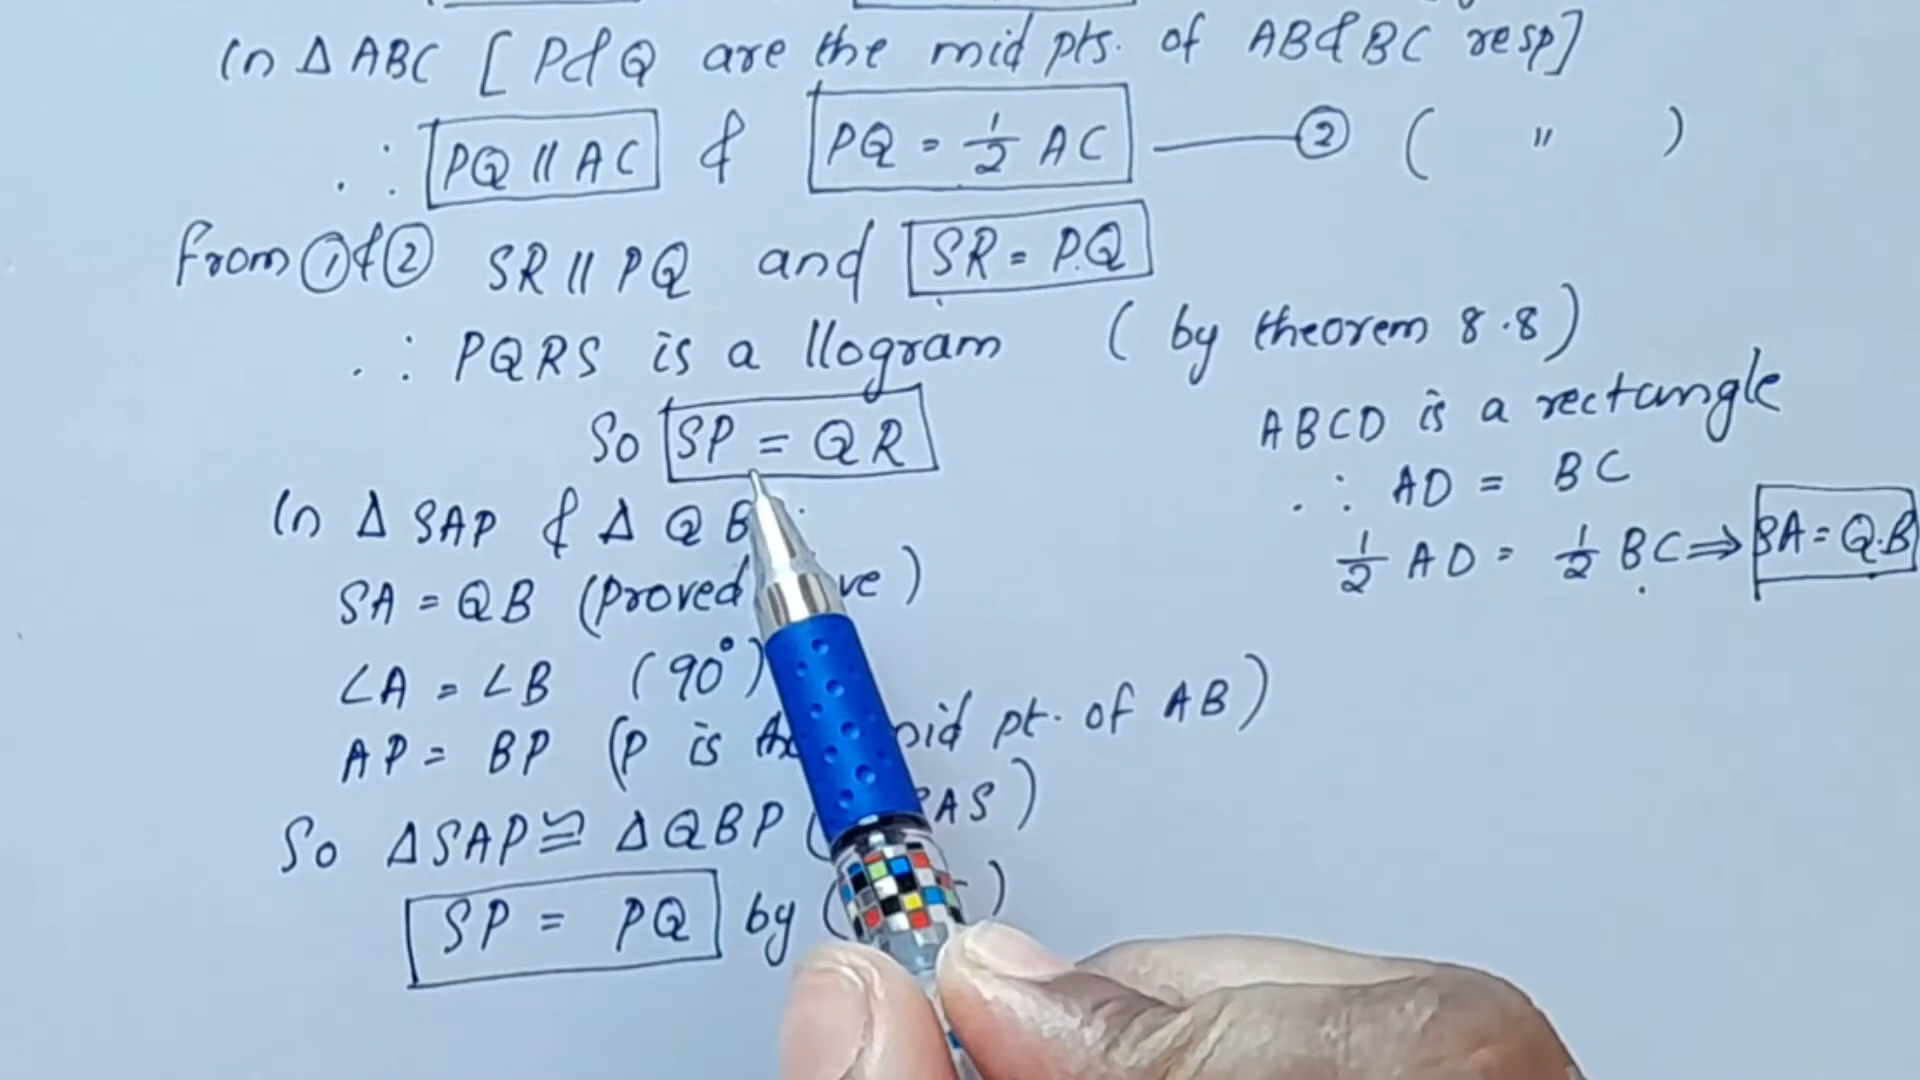 In Δ ABC [P & Q are the mid pts. of AB & BC resp]
∴ PQ || AC & PQ = 1/2 AC —— ② ( " )
from ① & ② SR || PQ and SR = PQ
∴ PQRS is a llogram ( by theorem 8.8)
So SP = QR
ABCD is a rectangle
∴ AD = BC
1/2 AD = 1/2 BC ⇒ SA = QB
In Δ SAP & Δ QB
SA = QB (Proved ve)
∠A = ∠B (90°)
AP = BP (P is mid pt. of AB)
So ΔSAP ≅ ΔQBP ( AS)
SP = PQ by ( )